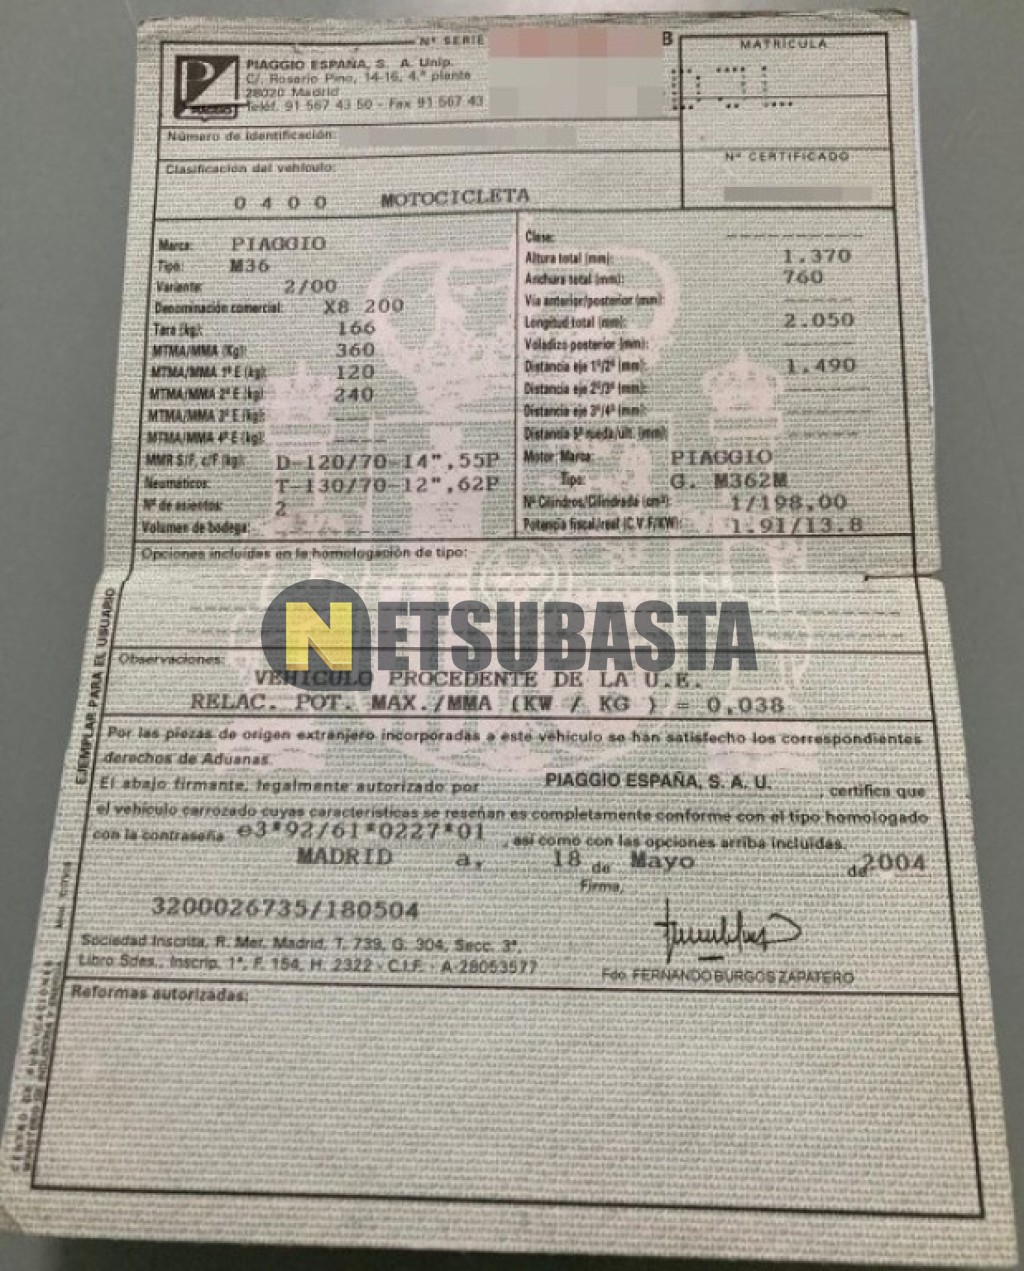 Nº SERIE
B
MATRÍCULA
PIAGGIO
PIAGGIO ESPAÑA, S. A. Unip.
C/. Rosario Pino, 14-16, 4.ª planta
28020 Madrid
Teléf. 91 567 43 50 - Fax 91 567 43
Número de identificación:
Nº CERTIFICADO
Clasificación del vehículo:
0 4 0 0 MOTOCICLETA
Marca: PIAGGIO
Tipo: M36
Variante: 2/00
Denominación comercial: X8 200
Tara (kg): 166
MTMA/MMA (Kg): 360
MTMA/MMA 1º E (kg): 120
MTMA/MMA 2º E (kg): 240
MTMA/MMA 3º E (kg):
MTMA/MMA 4º E (kg): ----
MMR S/F, c/F (kg): D-120/70-14",55P
Neumáticos: T-130/70-12",62P
Nº de asientos: 2
Volumen de bodega:
Clase: ----------
Altura total (mm): 1.370
Anchura total (mm): 760
Vía anterior/posterior (mm): -----
Longitud total (mm): 2.050
Voladizo posterior (mm): -----
Distancia eje 1º/2º (mm): 1.490
Distancia eje 2º/3º (mm):
Distancia eje 3º/4º (mm):
Distancia 5ª rueda/últ. (mm):
Motor: Marca: PIAGGIO
Tipo: G. M362M
Nº Cilindros/Cilindrada (cm³): 1/198,00
Potencia fiscal/real (C.V.F/KW): 1.91/13.8
Opciones incluidas en la homologación de tipo:
NETSUBASTA
Observaciones:
VEHICULO PROCEDENTE DE LA U.E.
RELAC. POT. MAX./MMA (KW / KG ) = 0,038
Por las piezas de origen extranjero incorporadas a este vehículo se han satisfecho los correspondientes
derechos de Aduanas.
El abajo firmante, legalmente autorizado por PIAGGIO ESPAÑA, S. A. U. , certifica que
el vehículo carrozado cuyas características se reseñan es completamente conforme con el tipo homologado
con la contraseña e3*92/61*0227*01 , así como con las opciones arriba incluidas.
MADRID a, 18 de Mayo de 2004
Firma,
3200026735/180504
Sociedad Inscrita, R. Mer. Madrid, T. 739, G. 304, Secc. 3ª,
Libro Sdes., Inscrip. 1ª, F. 154, H. 2322 - C.I.F. - A-28053577
Fdo. FERNANDO BURGOS ZAPATERO
Reformas autorizadas:
EJEMPLAR PARA EL USUARIO
CENTRO DE PUBLICACIONES